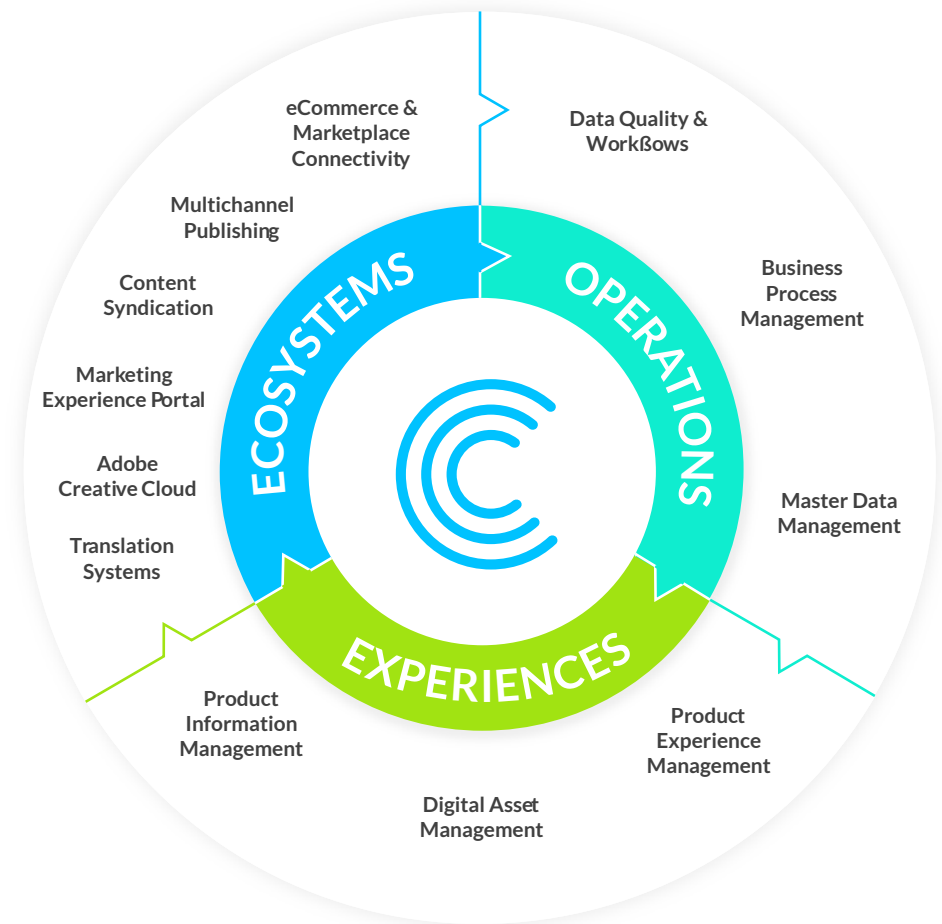 eCommerce &
Marketplace
Connectivity
Multichannel
Publishing
Content
Syndication
Marketing
Experience Portal
Adobe
Creative Cloud
Translation
Systems
Data Quality &
Workßows
Business
Process
Management
Master Data
Management
Product
Experience
Management
Digital Asset
Management
Product
Information
Management
ECOSYSTEMS
OPERATIONS
EXPERIENCES